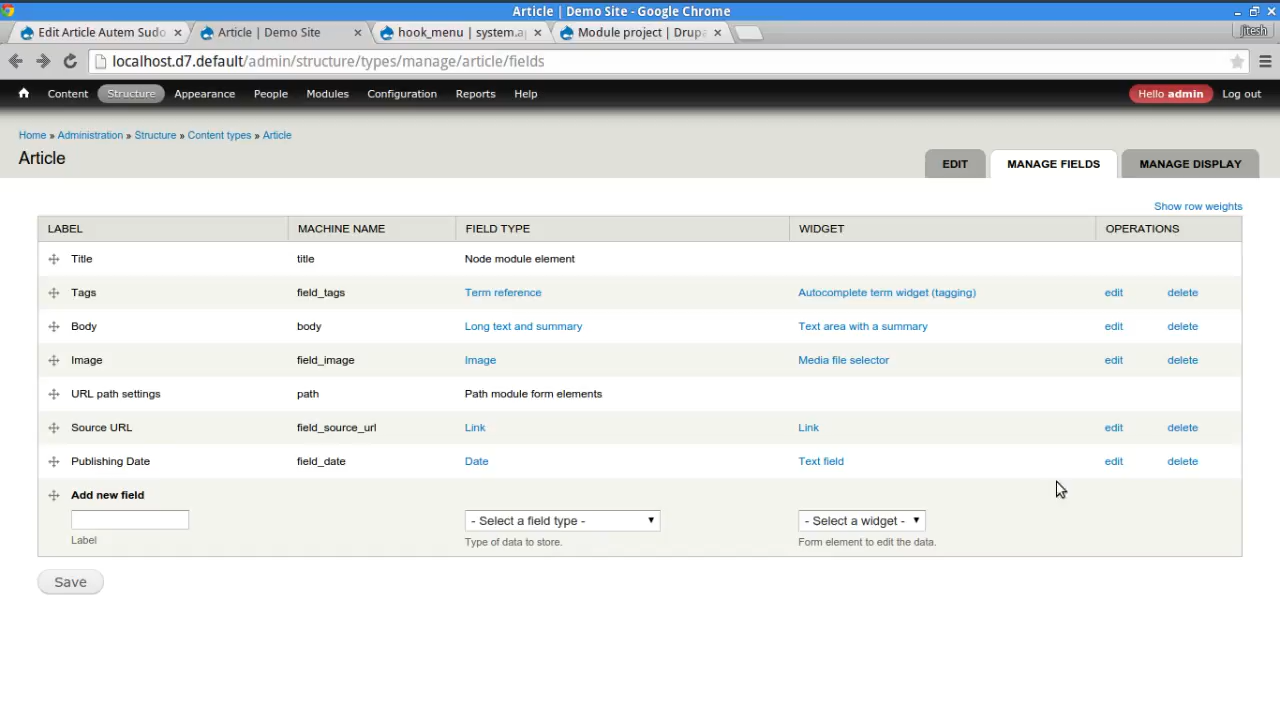 Article | Demo Site - Google Chrome
Edit Article Autem Sudo
Article | Demo Site
hook_menu | system.ap
Module project | Drupa
jitesh
localhost.d7.default/admin/structure/types/manage/article/fields
Content Structure Appearance People Modules Configuration Reports Help Hello admin Log out
Home » Administration » Structure » Content types » Article
Article
EDIT MANAGE FIELDS MANAGE DISPLAY
Show row weights
LABEL MACHINE NAME FIELD TYPE WIDGET OPERATIONS
Title title Node module element
Tags field_tags Term reference Autocomplete term widget (tagging) edit delete
Body body Long text and summary Text area with a summary edit delete
Image field_image Image Media file selector edit delete
URL path settings path Path module form elements
Source URL field_source_url Link Link edit delete
Publishing Date field_date Date Text field edit delete
Add new field
- Select a field type - - Select a widget -
Label Type of data to store. Form element to edit the data.
Save